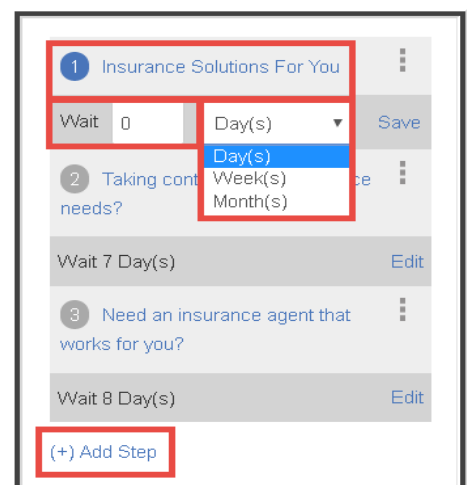 1 Insurance Solutions For You
Wait 0 Day(s) ▼ Save
Day(s)
Week(s)
Month(s)
2 Taking cont ce
needs?
Wait 7 Day(s) Edit
3 Need an insurance agent that
works for you?
Wait 8 Day(s) Edit
(+) Add Step